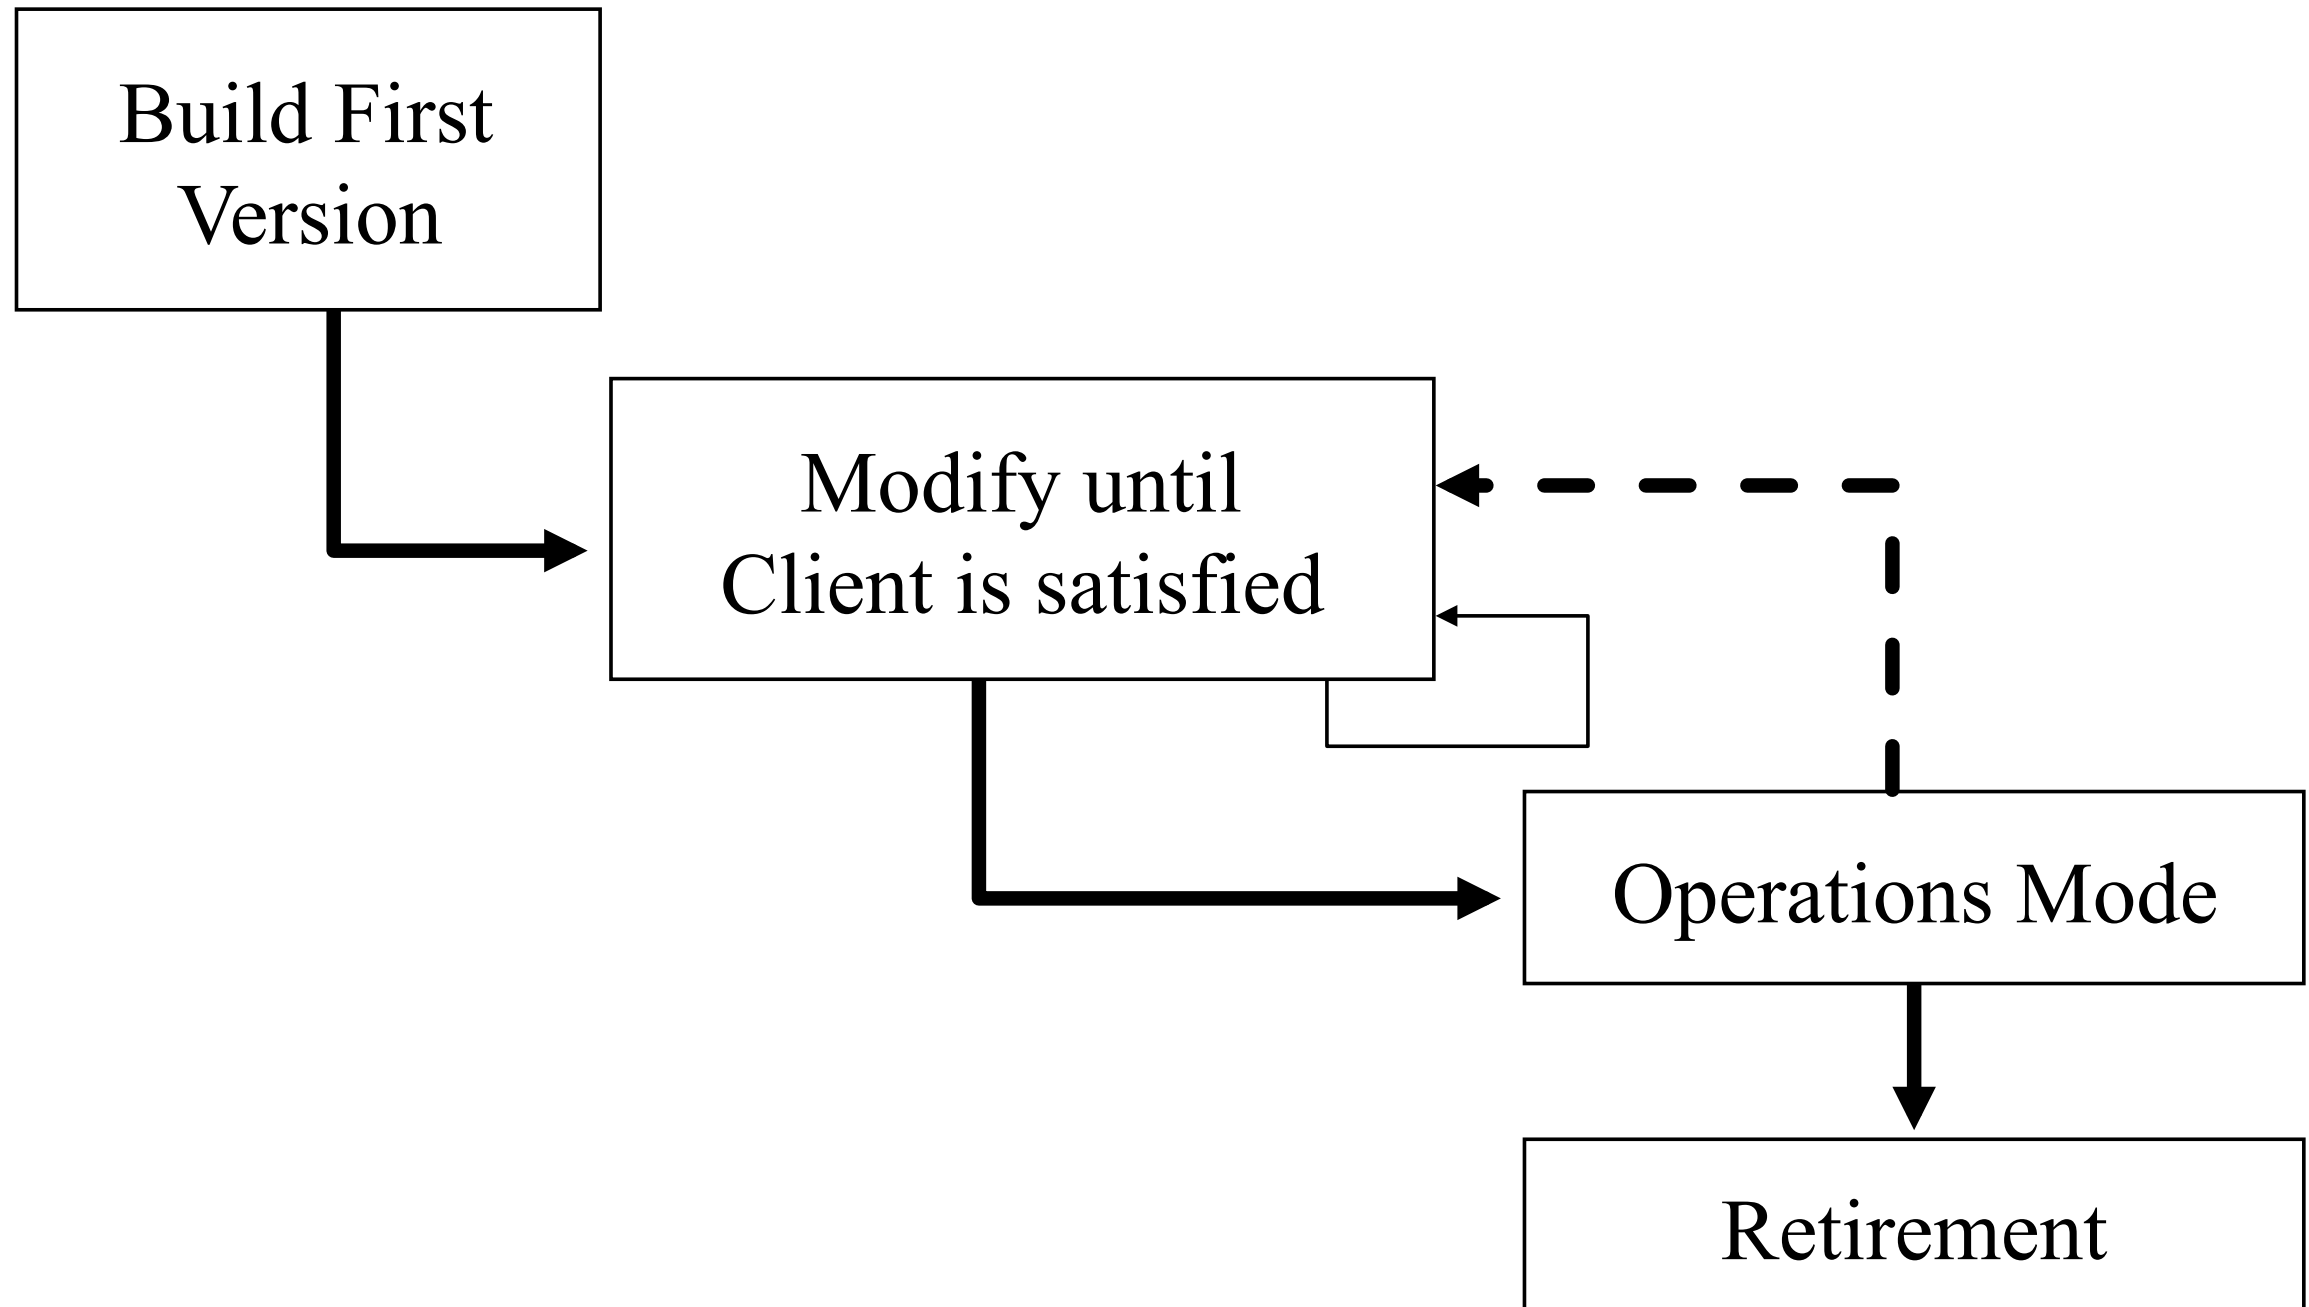 Build First
Version
Modify until
Client is satisfied
Operations Mode
Retirement